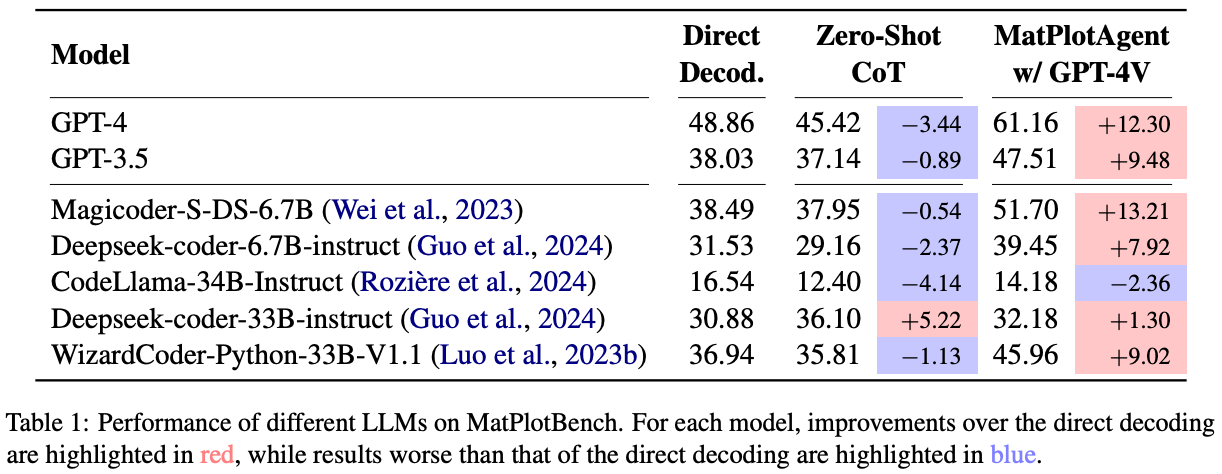 Model Direct Decod. Zero-Shot CoT MatPlotAgent w/ GPT-4V
GPT-4 48.86 45.42 −3.44 61.16 +12.30
GPT-3.5 38.03 37.14 −0.89 47.51 +9.48
Magicoder-S-DS-6.7B (Wei et al., 2023) 38.49 37.95 −0.54 51.70 +13.21
Deepseek-coder-6.7B-instruct (Guo et al., 2024) 31.53 29.16 −2.37 39.45 +7.92
CodeLlama-34B-Instruct (Rozière et al., 2024) 16.54 12.40 −4.14 14.18 −2.36
Deepseek-coder-33B-instruct (Guo et al., 2024) 30.88 36.10 +5.22 32.18 +1.30
WizardCoder-Python-33B-V1.1 (Luo et al., 2023b) 36.94 35.81 −1.13 45.96 +9.02
Table 1: Performance of different LLMs on MatPlotBench. For each model, improvements over the direct decoding
are highlighted in red, while results worse than that of the direct decoding are highlighted in blue.